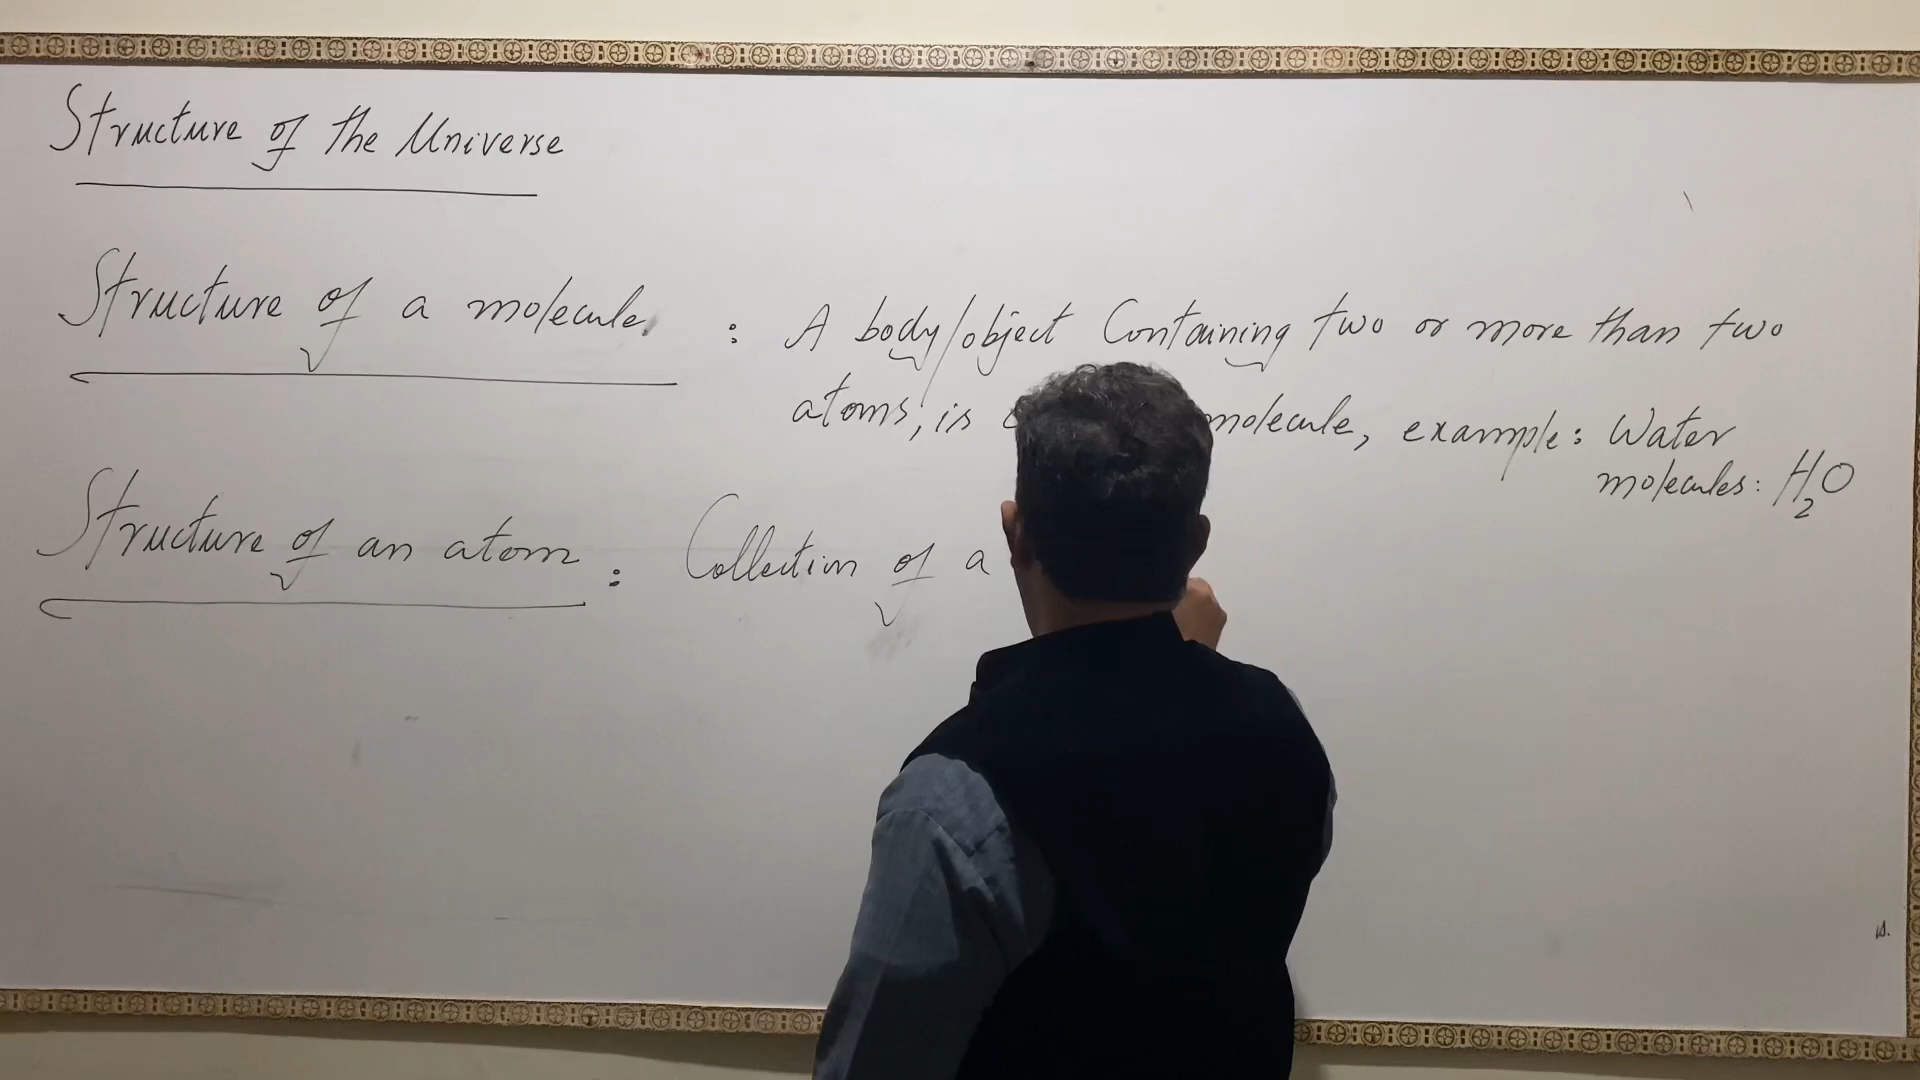 Structure of the Universe
Structure of a molecule : A body/object Containing two or more than two
atoms, is molecule, example: Water
molecules: H₂O
Structure of an atom : Collection of a